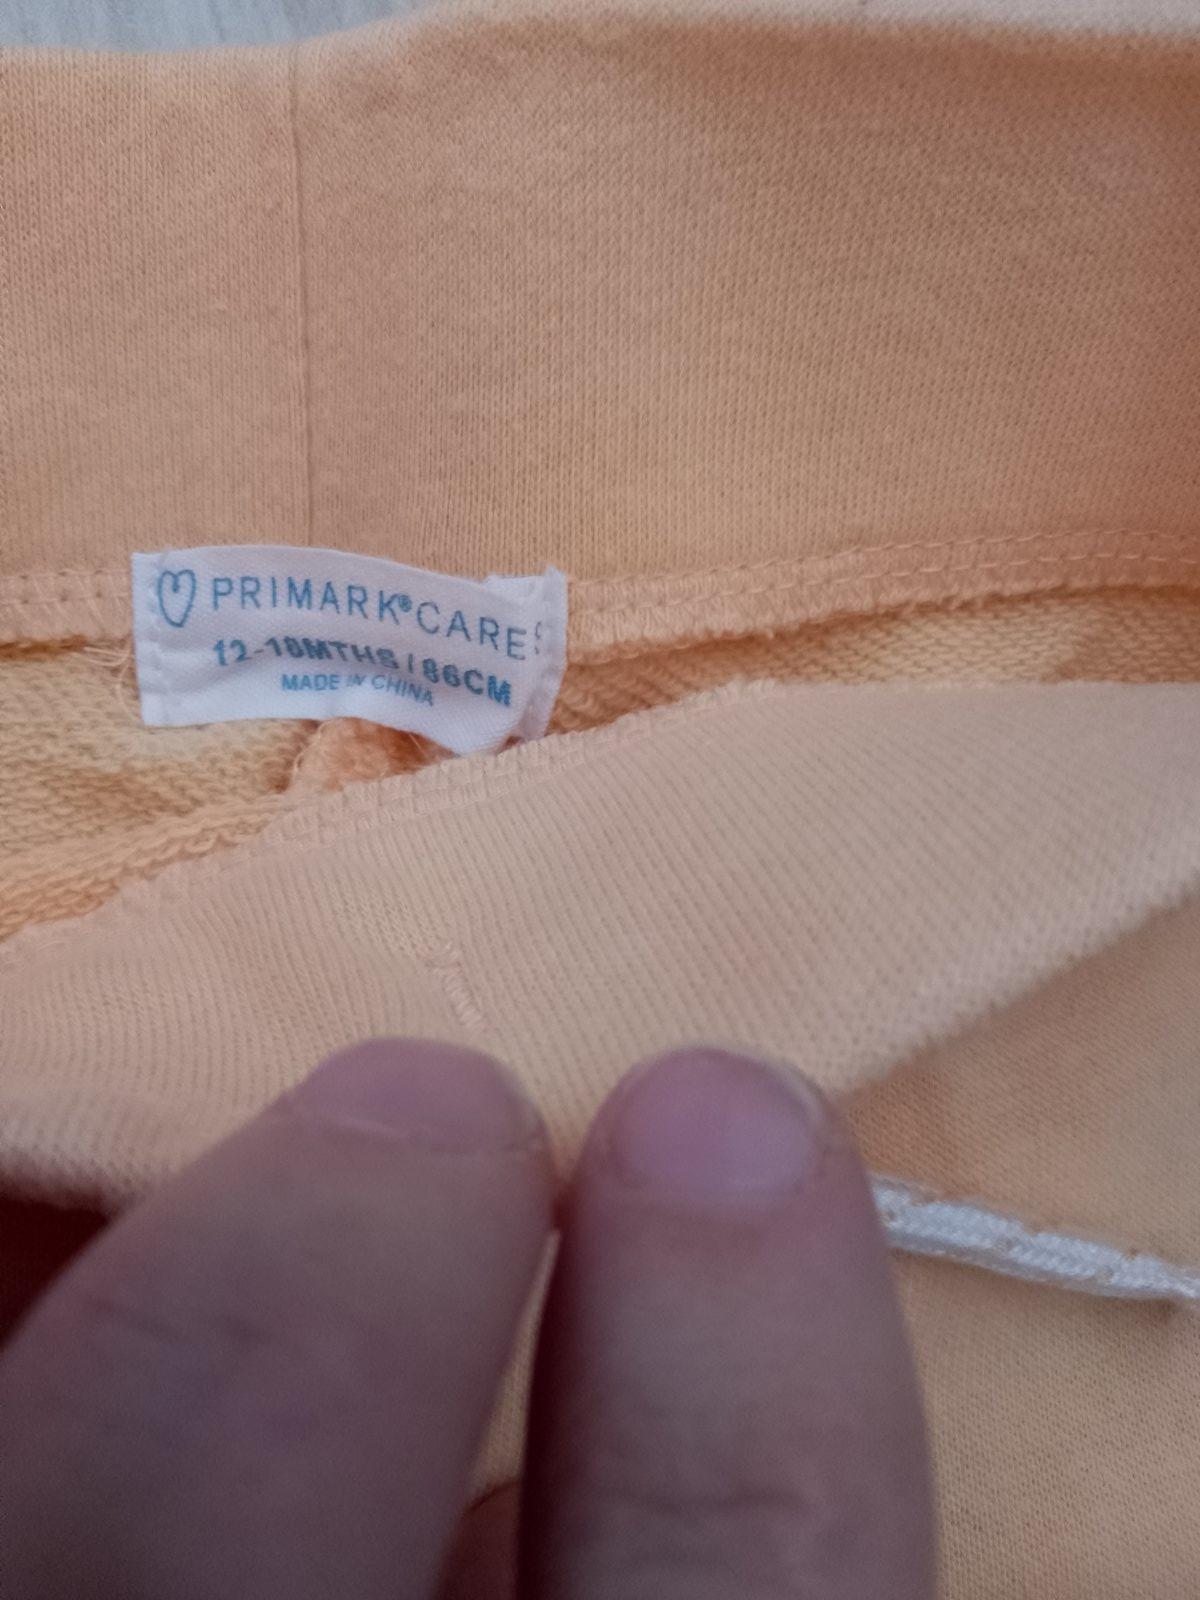 PRIMARK®CARES
12-18MTHS / 86CM
MADE IN CHINA